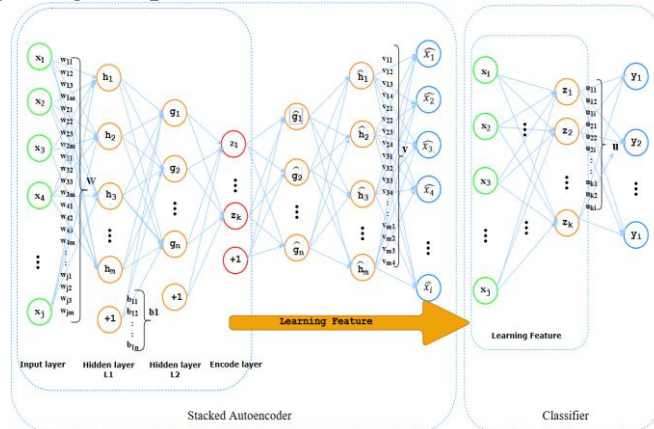 x1
x2
x3
x4
xj
w11
w12
w13
w1m
w21
w22
w23
w2m
w31
w32
w33
w3m
w41
w42
w43
w4m
:
:
wj1
wj2
wj3
wjm
W
h1
h2
h3
hm
+1
b11
b12
:
:
b1n
b1
g1
g2
gn
+1
z1
zk
+1
ĝ1
ĝ2
ĝn
ĥ1
ĥ2
ĥ3
ĥm
v11
v12
v13
v14
v21
v22
v23
v24
v31
v32
v33
v34
:
:
vm1
vm2
vm3
vm4
v
x̂1
x̂2
x̂3
x̂4
x̂i
Learning Feature
Input layer
Hidden layer
L1
Hidden layer
L2
Encode layer
Stacked Autoencoder
x1
x2
x3
xj
z1
z2
zk
u11
u12
u1i
u21
u22
u2i
:
:
uk1
uk2
uki
u
y1
y2
yi
Learning Feature
Classifier